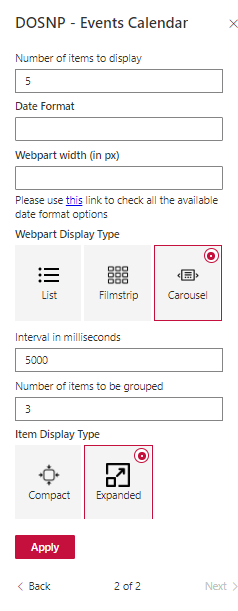 DOSNP - Events Calendar
Number of items to display
5
Date Format
Webpart width (in px)
Please use this link to check all the available
date format options
Webpart Display Type
List
Filmstrip
Carousel
Interval in milliseconds
5000
Number of items to be grouped
3
Item Display Type
Compact
Expanded
Apply
Back
2 of 2
Next